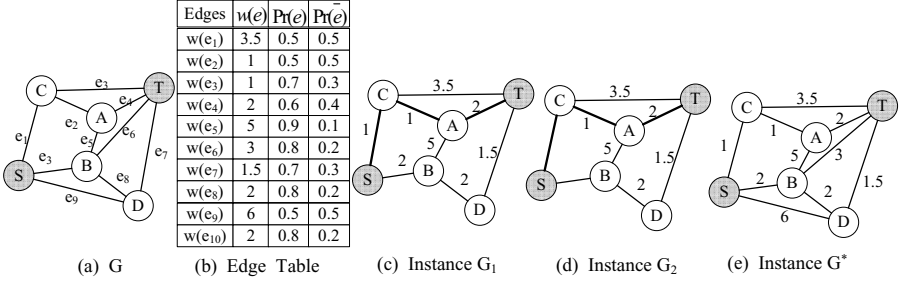 C
e3
T
e4
A
e2
e6
e1
e5
e3
B
e7
S
e8
e9
D
(a) G
Edges w(e) Pr(e) Pr(ē)
w(e1) 3.5 0.5 0.5
w(e2) 1 0.5 0.5
w(e3) 1 0.7 0.3
w(e4) 2 0.6 0.4
w(e5) 5 0.9 0.1
w(e6) 3 0.8 0.2
w(e7) 1.5 0.7 0.3
w(e8) 2 0.8 0.2
w(e9) 6 0.5 0.5
w(e10) 2 0.8 0.2
(b) Edge Table
C
3.5
T
1
2
A
1
5
1.5
2
B
S
2
D
(c) Instance G1
C
3.5
T
1
2
A
5
1.5
B
S
2
D
(d) Instance G2
C
3.5
T
1
2
A
1
5
3
2
B
1.5
S
2
6
D
(e) Instance G*